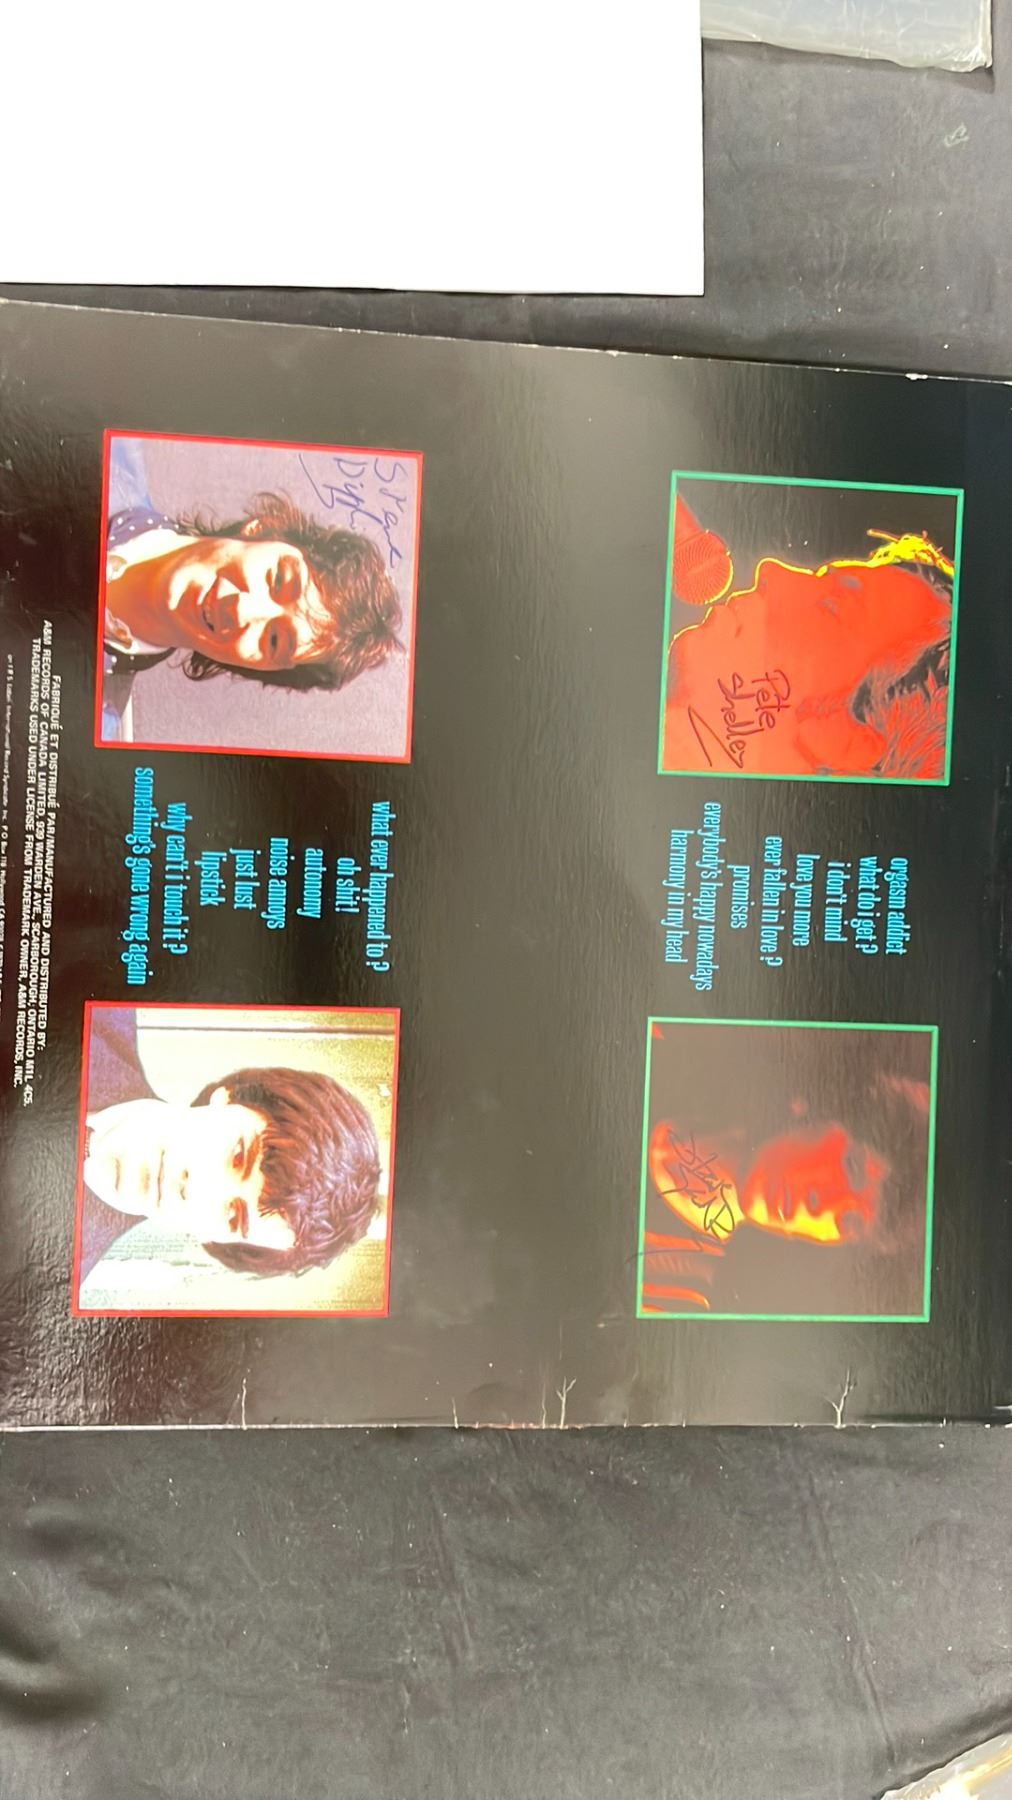 Pete
Shelley
orgasm addict
what do i get?
i don't mind
love you more
ever fallen in love?
promises
everybody's happy nowadays
harmony in my head
Steve
Diggle
what ever happened to?
oh shit!
autonomy
noise annoys
just lust
lipstick
why can't i touch it?
something's gone wrong again
FABRIQUÉ ET DISTRIBUÉ PAR/MANUFACTURED AND DISTRIBUTED BY:
A&M RECORDS OF CANADA LIMITED, 939 WARDEN AVE., SCARBOROUGH, ONTARIO M1L 4C5.
TRADEMARKS USED UNDER LICENSE FROM TRADEMARK OWNER, A&M RECORDS, INC.